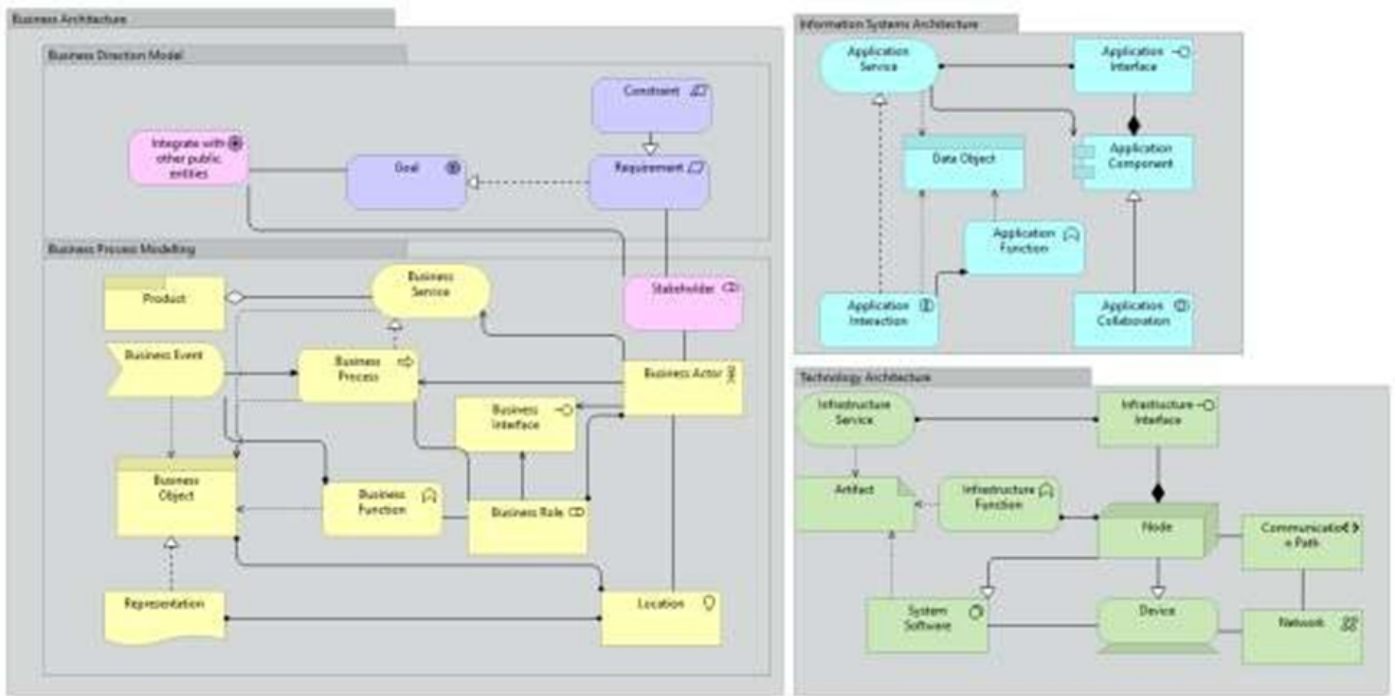 Business Architecture
Business Direction Model
Constraint
Integrate with
other public
entities
Goal
Requirement
Business Process Modelling
Product
Business
Service
Stakeholder
Business Event
Business
Process
Business Actor
Business
Interface
Business
Object
Business
Function
Business Role
Representation
Location
Information Systems Architecture
Application
Service
Application
Interface
Data Object
Application
Component
Application
Function
Application
Interaction
Application
Collaboration
Technology Architecture
Infrastructure
Service
Infrastructure
Interface
Artifact
Infrastructure
Function
Node
Communicatio
n Path
System
Software
Device
Network